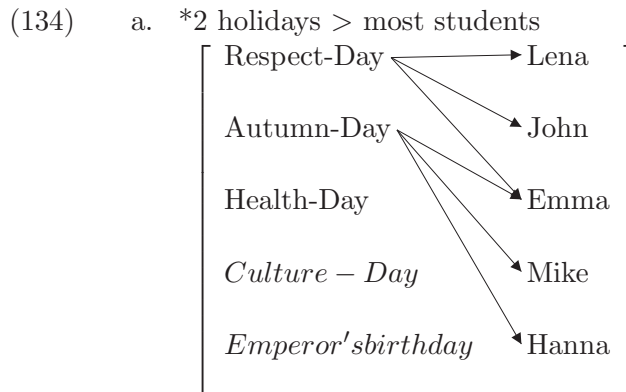 (134) a. *2 holidays > most students
Respect-Day Lena
Autumn-Day John
Health-Day Emma
Culture − Day Mike
Emperor′sbirthday Hanna